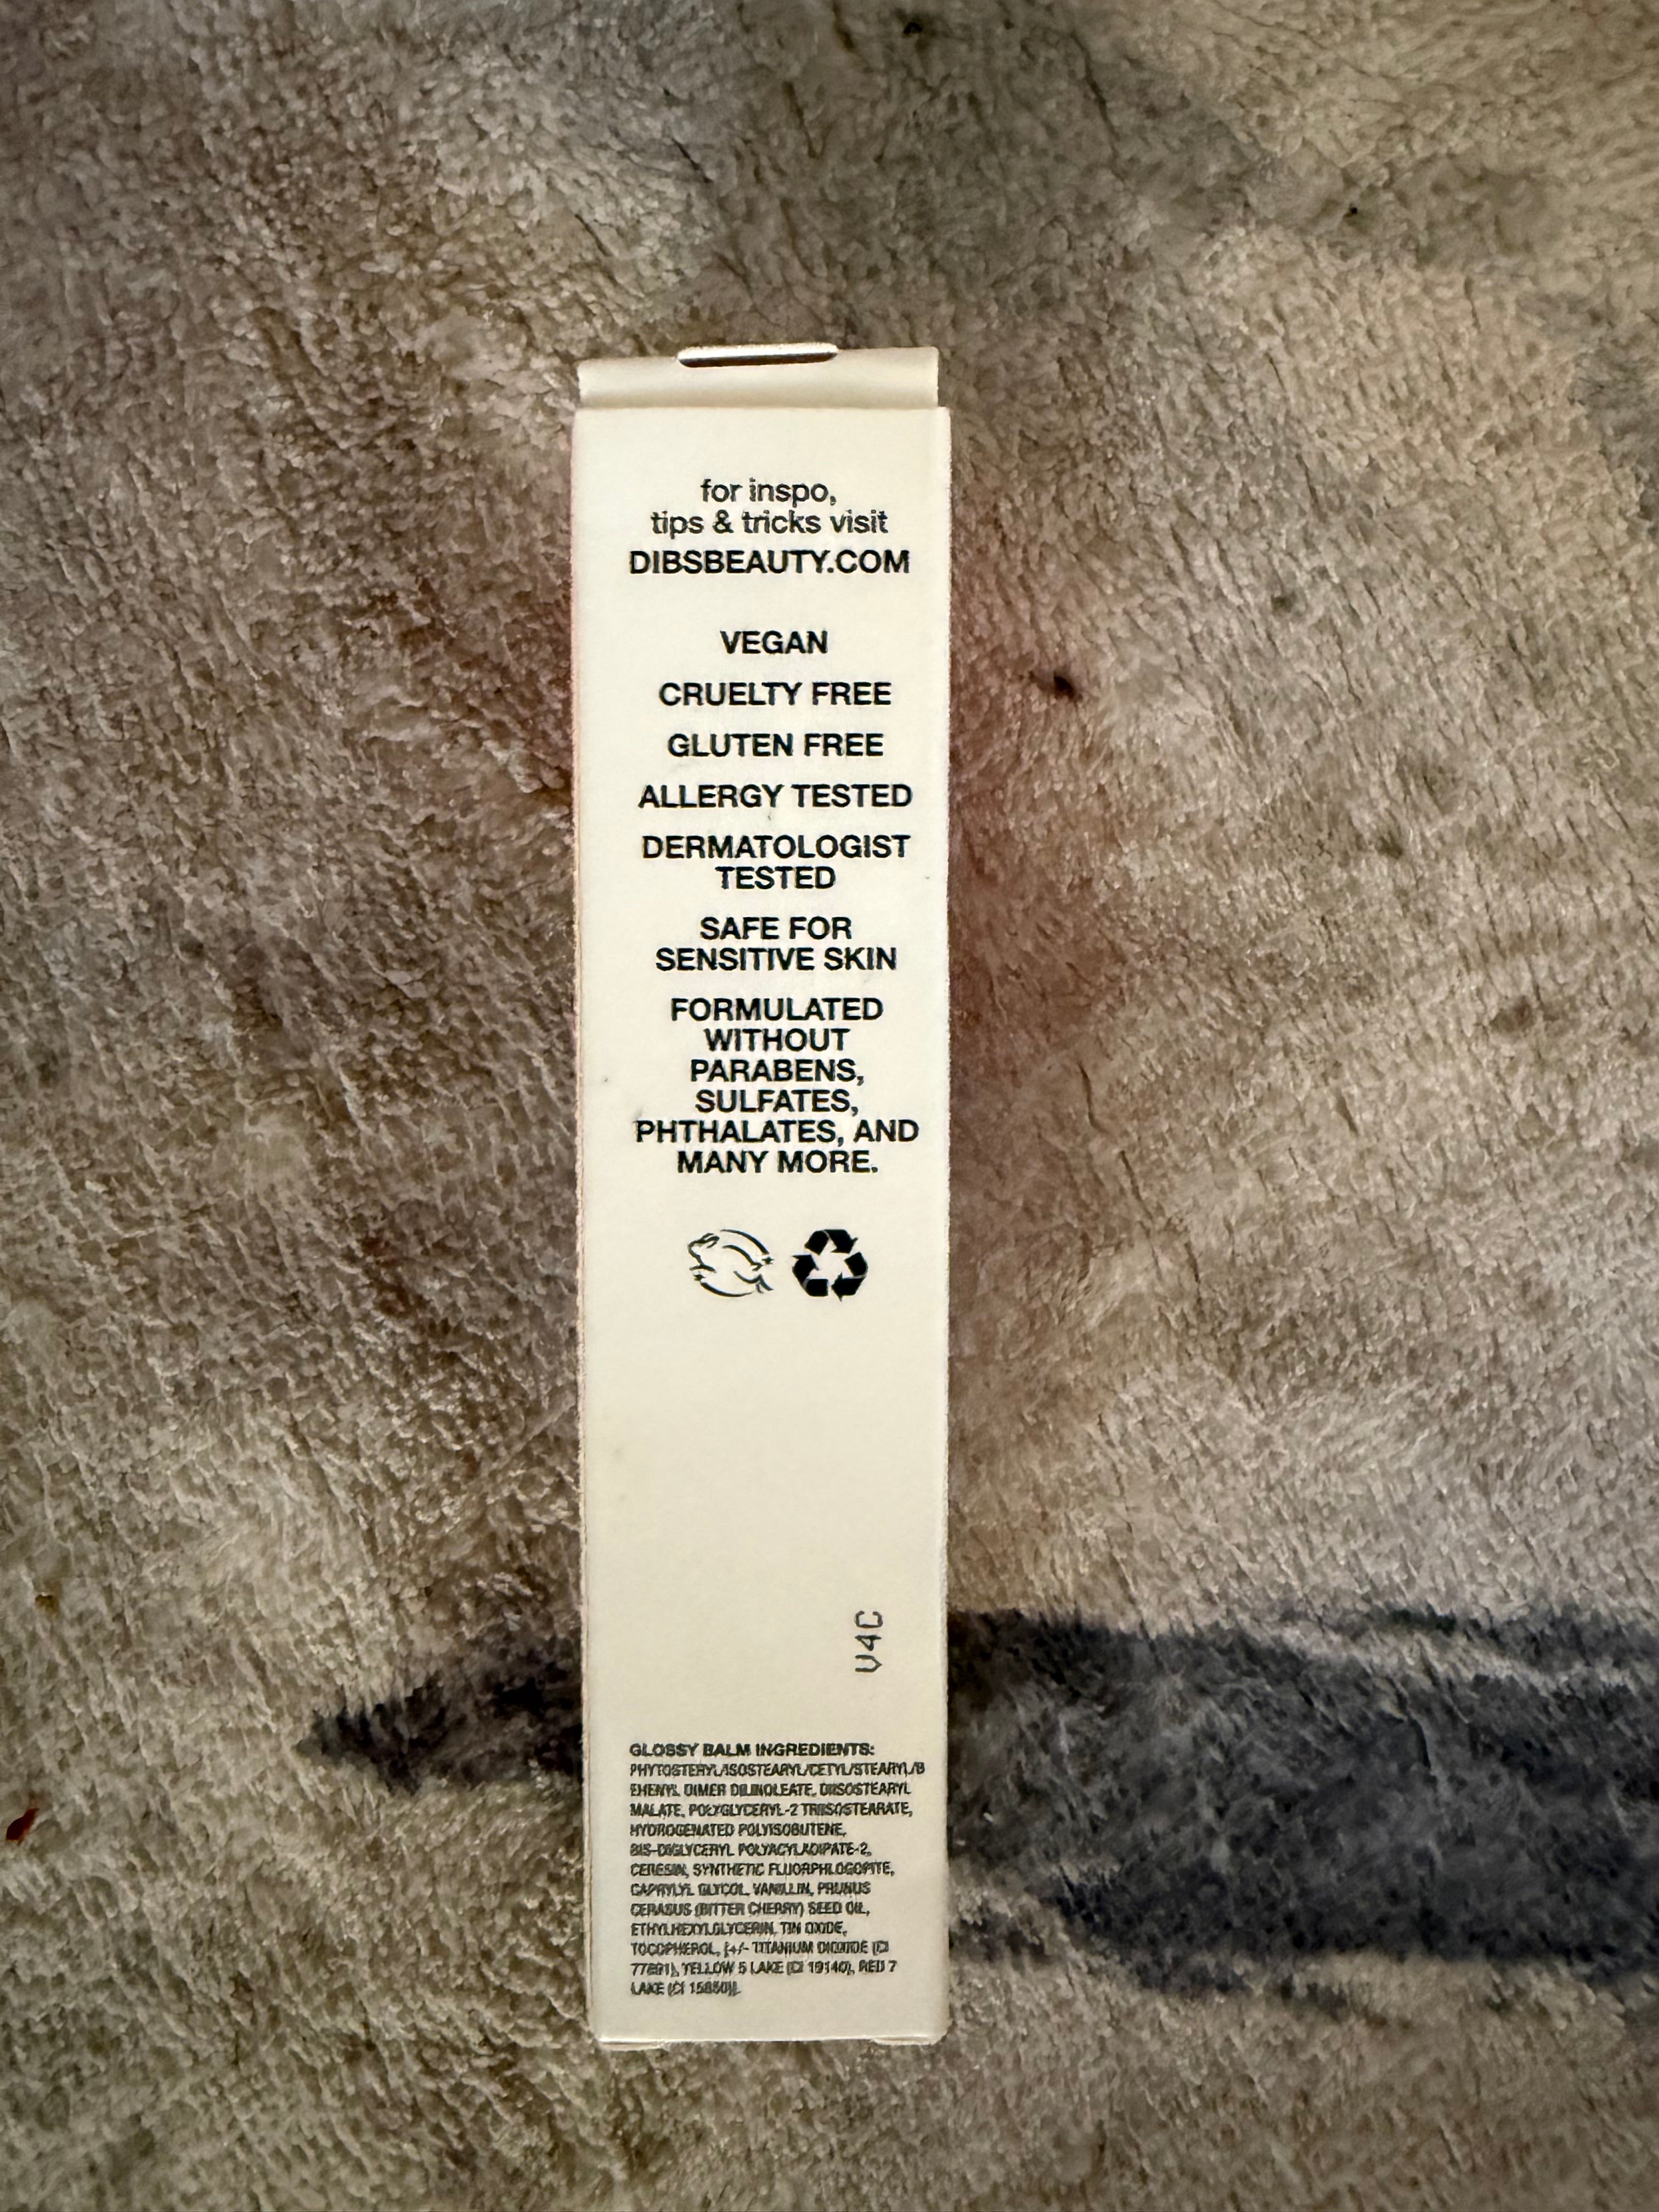 for inspo,
tips & tricks visit
DIBSBEAUTY.COM
VEGAN
CRUELTY FREE
GLUTEN FREE
ALLERGY TESTED
DERMATOLOGIST
TESTED
SAFE FOR
SENSITIVE SKIN
FORMULATED
WITHOUT
PARABENS,
SULFATES,
PHTHALATES, AND
MANY MORE.
V4C
GLOSSY BALM INGREDIENTS:
PHYTOSTERYL/ISOSTEARYL/CETYL/STEARYL/B
EHENYL DIMER DILINOLEATE, DIISOSTEARYL
MALATE, POLYGLYCERYL-2 TRIISOSTEARATE,
HYDROGENATED POLYISOBUTENE,
BIS-DIGLYCERYL POLYACYLADIPATE-2,
CERESIN, SYNTHETIC FLUORPHLOGOPITE,
CAPRYLYL GLYCOL, VANILLIN, PRUNUS
CERASUS (BITTER CHERRY) SEED OIL,
ETHYLHEXYLGLYCERIN, TIN OXIDE,
TOCOPHEROL, [+/- TITANIUM DIOXIDE (CI
77891), YELLOW 5 LAKE (CI 19140), RED 7
LAKE (CI 15850)].